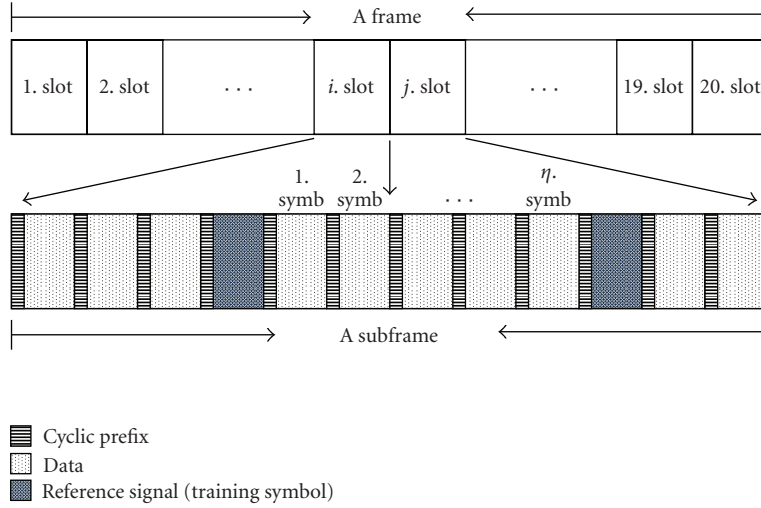 A frame
1. slot 2. slot . . . i. slot j. slot . . . 19. slot 20. slot
1. 2. η.
symb symb . . . symb
A subframe
Cyclic prefix
Data
Reference signal (training symbol)